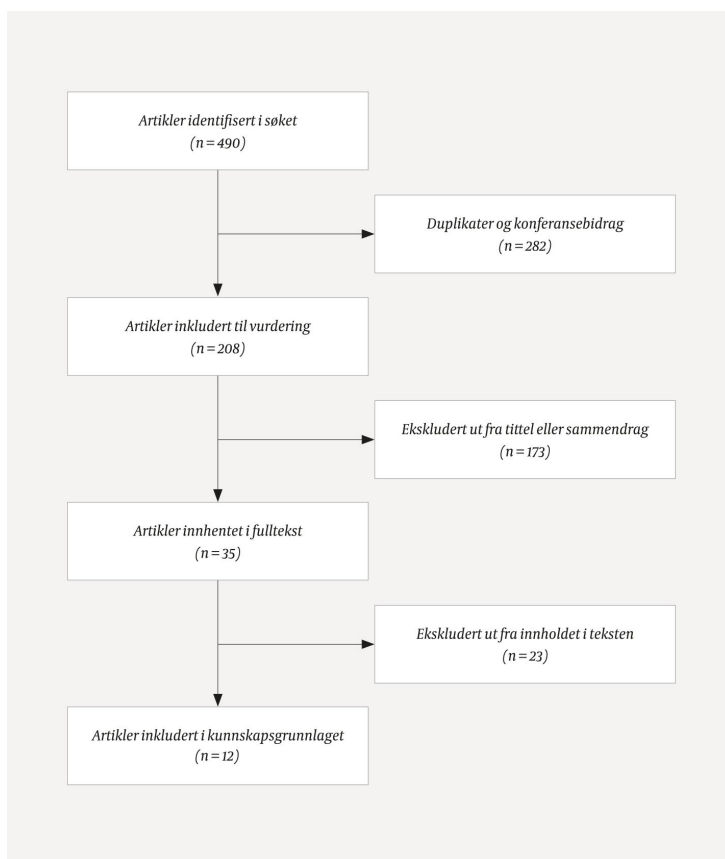 Artikler identifisert i søket
(n=490)
Duplikater og konferansebidrag
(n=282)
Artikler inkludert til vurdering
(n=208)
Ekskludert ut fra tittel eller sammendrag
(n=173)
Artikler innhentet i fulltekst
(n=35)
Ekskludert ut fra innholdet i teksten
(n=23)
Artikler inkludert i kunnskapsgrunnlaget
(n=12)